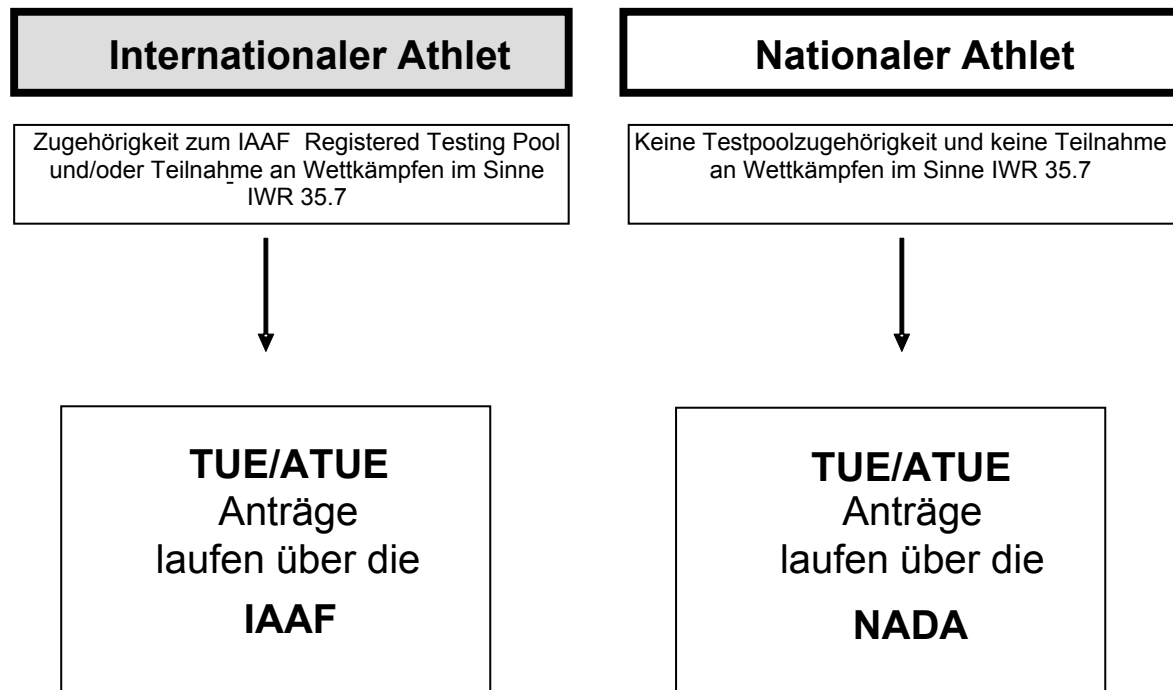 Internationaler Athlet
Zugehörigkeit zum IAAF Registered Testing Pool
und/oder Teilnahme an Wettkämpfen im Sinne
IWR 35.7
TUE/ATUE
Anträge
laufen über die
IAAF
Nationaler Athlet
Keine Testpoolzugehörigkeit und keine Teilnahme
an Wettkämpfen im Sinne IWR 35.7
TUE/ATUE
Anträge
laufen über die
NADA